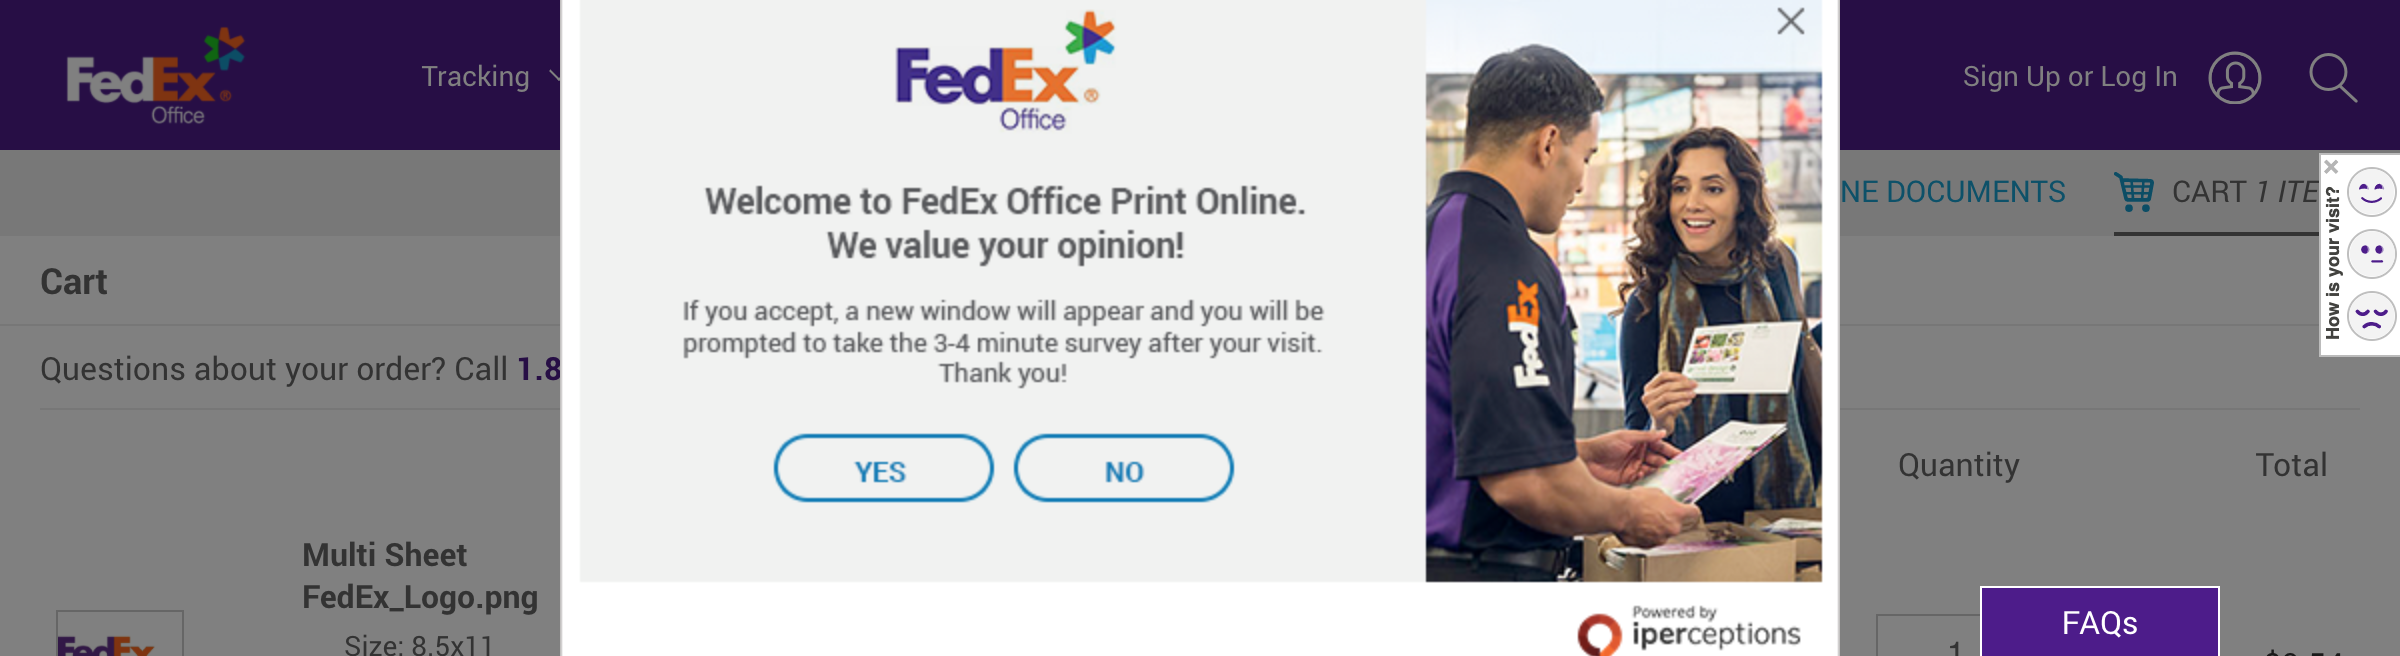 FedEx®
Office
Tracking
Sign Up or Log In
CART 1 ITE
Cart
Questions about your order? Call 1.8
Quantity
Total
Multi Sheet
FedEx_Logo.png
Size: 8.5x11
FedEx
1
FedEx®
Office
Welcome to FedEx Office Print Online.
We value your opinion!
If you accept, a new window will appear and you will be
prompted to take the 3-4 minute survey after your visit.
Thank you!
YES
NO
FedEx
Powered by
iperceptions
NE DOCUMENTS
How is your visit?
FAQs